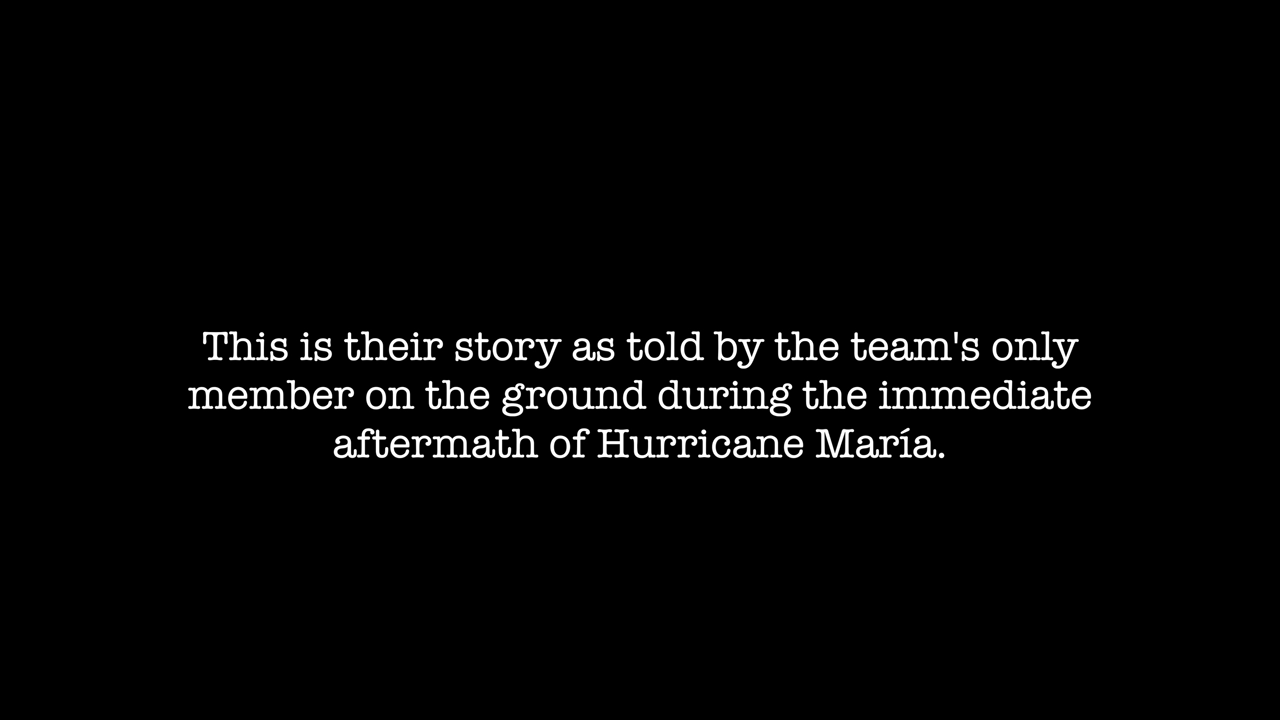 This is their story as told by the team's only
member on the ground during the immediate
aftermath of Hurricane María.